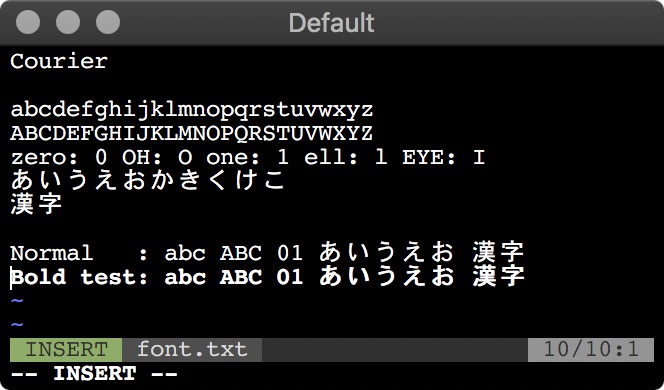 Default
Courier

abcdefghijklmnopqrstuvwxyz
ABCDEFGHIJKLMNOPQRSTUVWXYZ
zero: 0 OH: O one: 1 ell: l EYE: I
あいうえおかきくけこ
漢字

Normal   : abc ABC 01 あいうえお 漢字
Bold test: abc ABC 01 あいうえお 漢字
~
~
INSERT font.txt 10/10:1
-- INSERT --